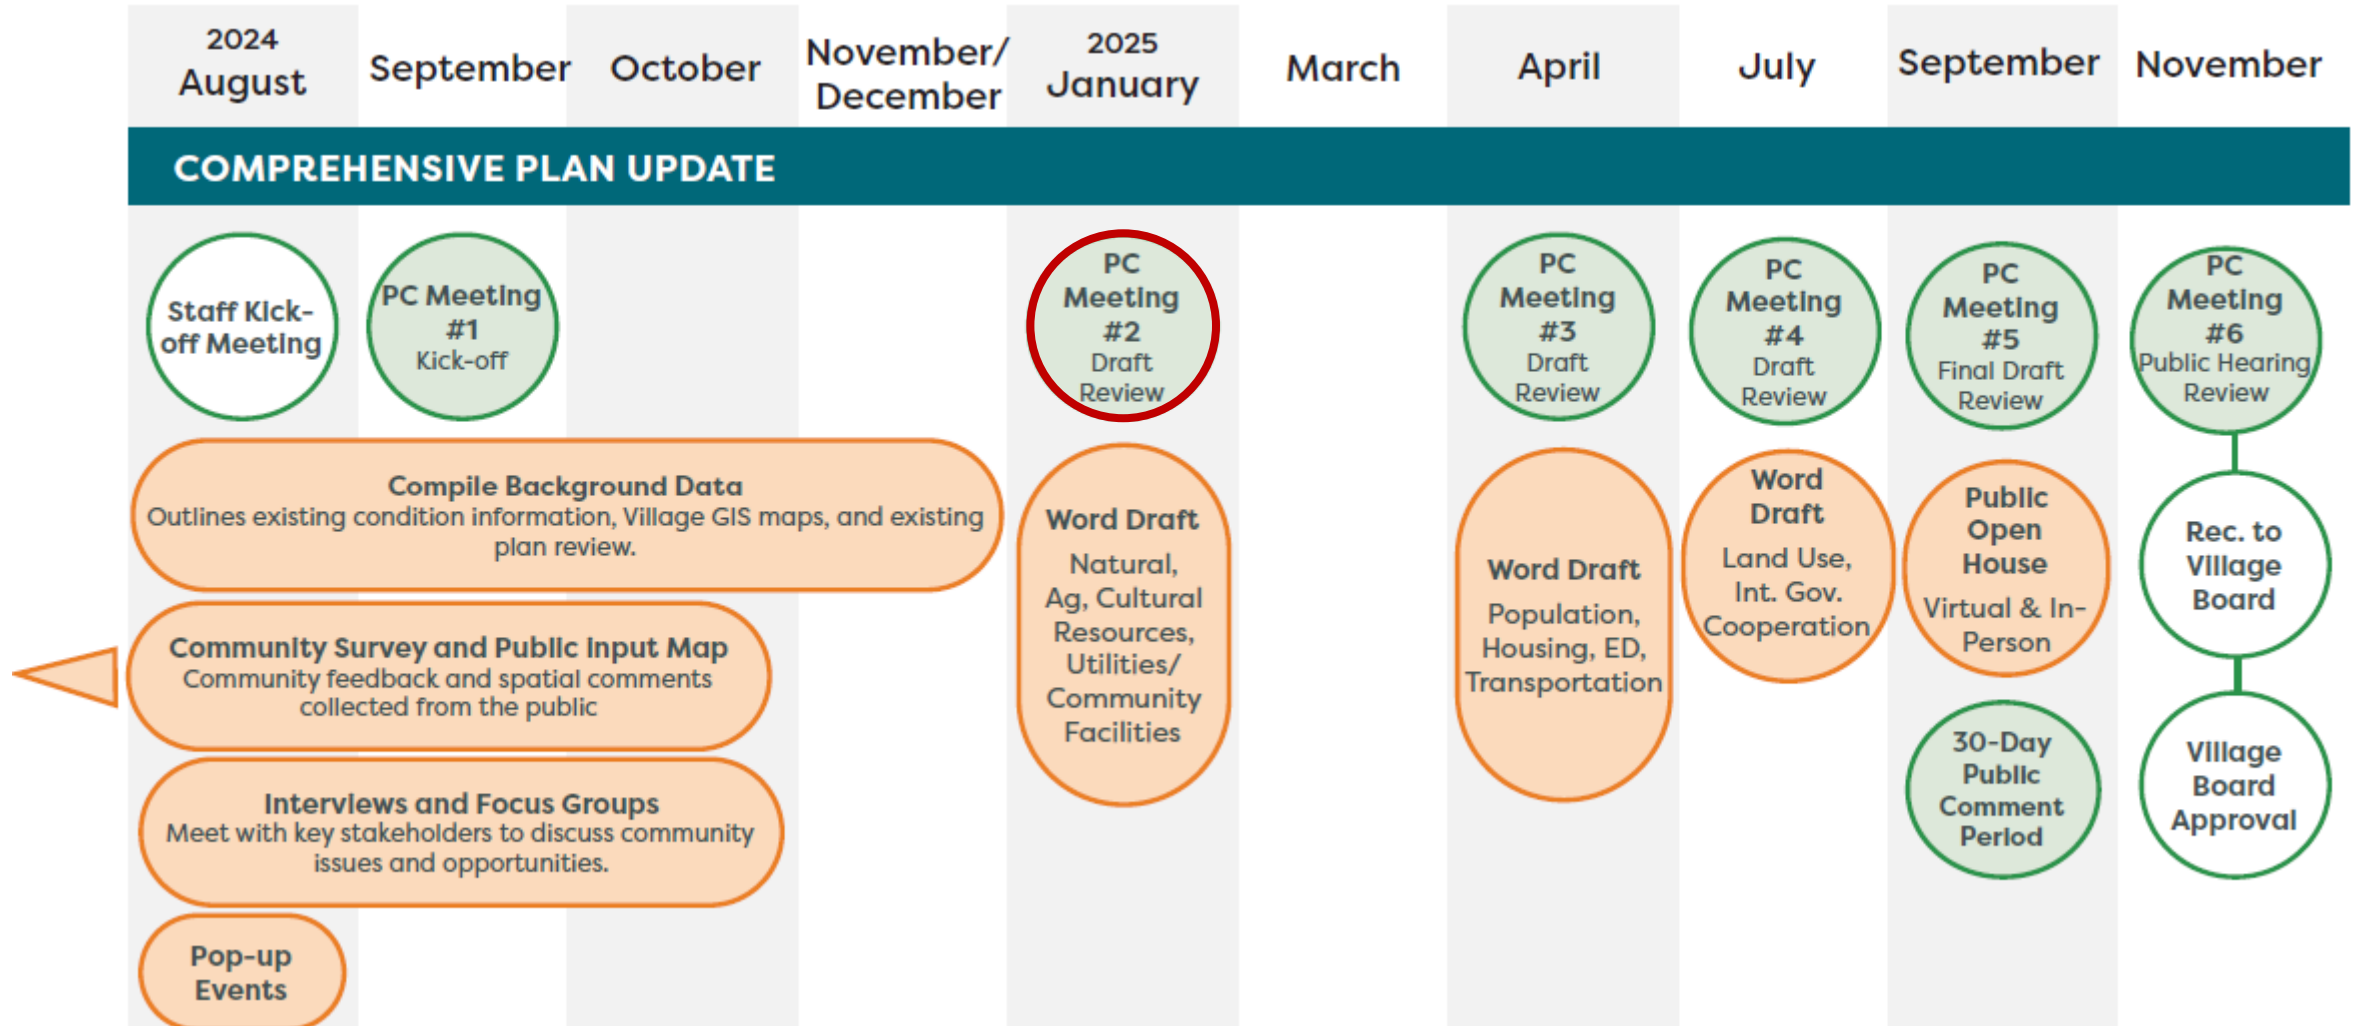 2024
August
September
October
November/
December
2025
January
March
April
July
September
November
COMPREHENSIVE PLAN UPDATE
Staff Kick-
off Meeting
PC Meeting
#1
Kick-off
PC
Meeting
#2
Draft
Review
PC
Meeting
#3
Draft
Review
PC
Meeting
#4
Draft
Review
PC
Meeting
#5
Final Draft
Review
PC
Meeting
#6
Public Hearing
Review
Compile Background Data
Outlines existing condition information, Village GIS maps, and existing
plan review.
Community Survey and Public Input Map
Community feedback and spatial comments
collected from the public
Interviews and Focus Groups
Meet with key stakeholders to discuss community
issues and opportunities.
Pop-up
Events
Word Draft
Natural,
Ag, Cultural
Resources,
Utilities/
Community
Facilities
Word Draft
Population,
Housing, ED,
Transportation
Word
Draft
Land Use,
Int. Gov.
Cooperation
Public
Open
House
Virtual & In-
Person
30-Day
Public
Comment
Period
Rec. to
Village
Board
Village
Board
Approval